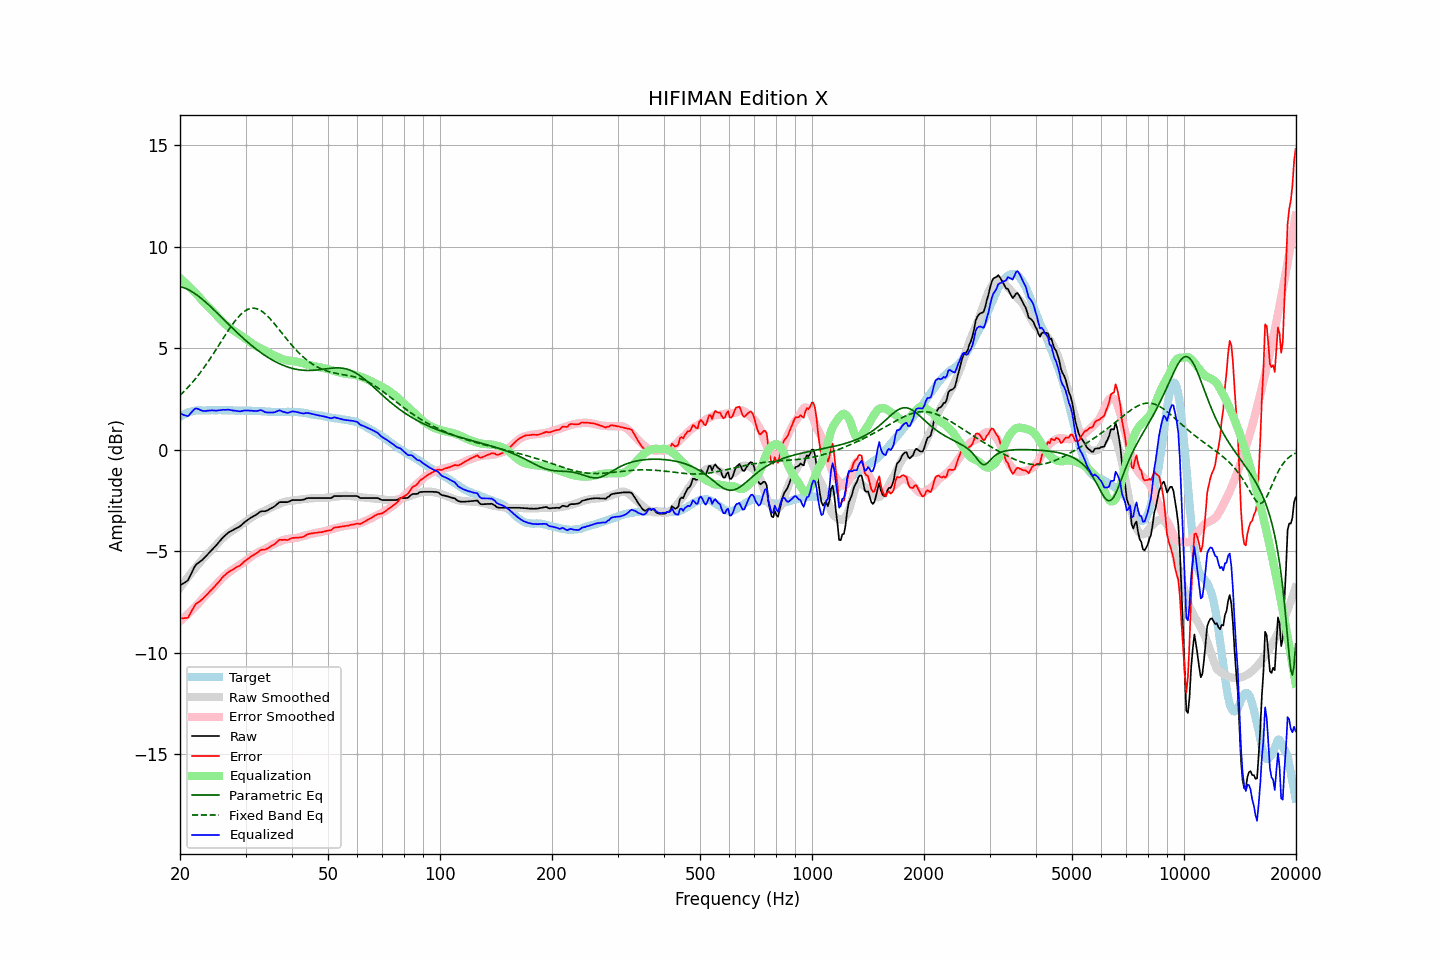 HIFIMAN Edition X
Amplitude (dBr)
15
10
5
0
−5
−10
−15
Target
Raw Smoothed
Error Smoothed
Raw
Error
Equalization
Parametric Eq
Fixed Band Eq
Equalized
20 50 100 200 500 1000 2000 5000 10000 20000
Frequency (Hz)